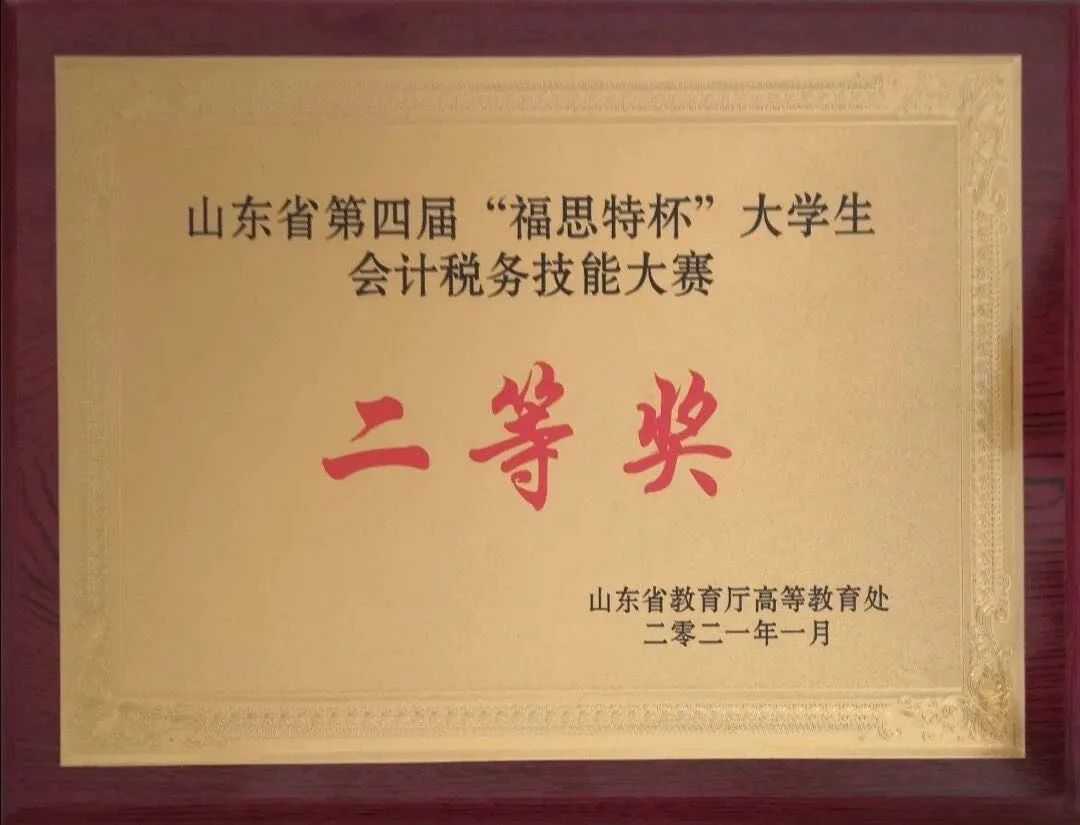 山东省第四届“福思特杯”大学生
会计税务技能大赛
二等奖
山东省教育厅高等教育处
二零二一年一月